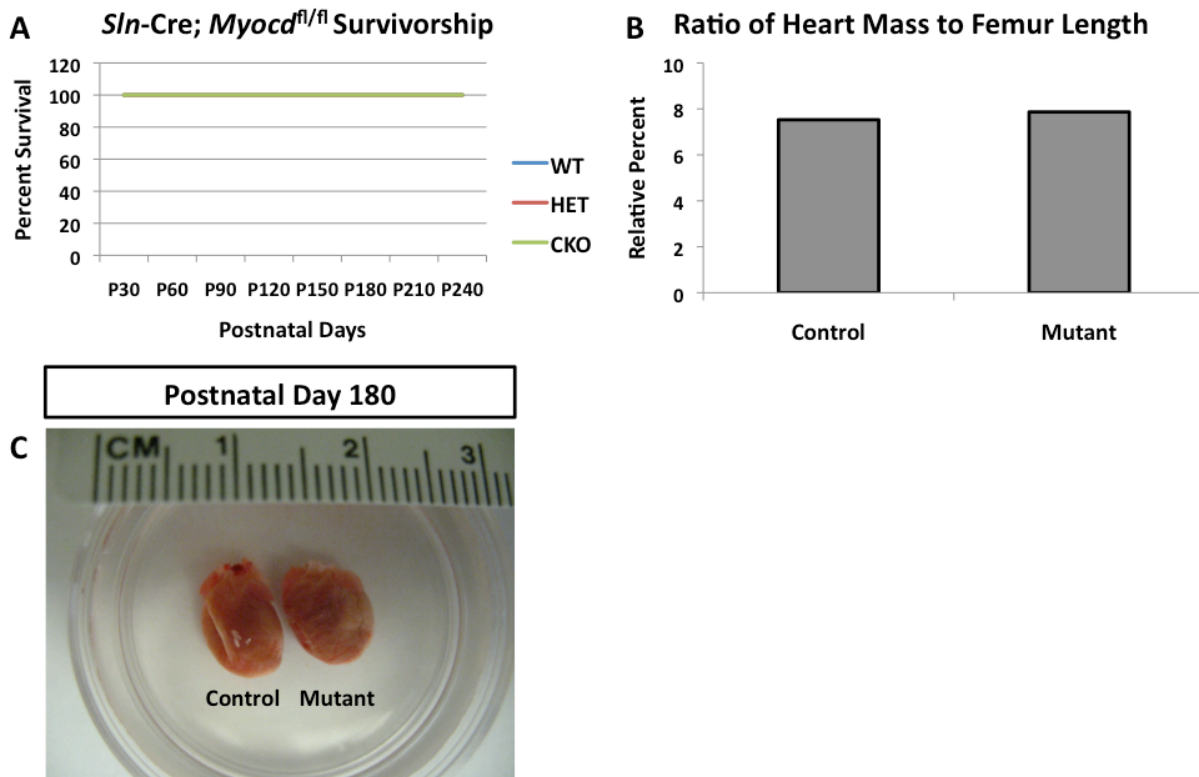 A
Sln-Cre; Myocd^fl/fl Survivorship
120
100
80
60
40
20
0
Percent Survival
P30 P60 P90 P120 P150 P180 P210 P240
Postnatal Days
WT
HET
CKO
B
Ratio of Heart Mass to Femur Length
10
8
6
4
2
0
Relative Percent
Control Mutant
Postnatal Day 180
C
CM 1 2 3
Control Mutant